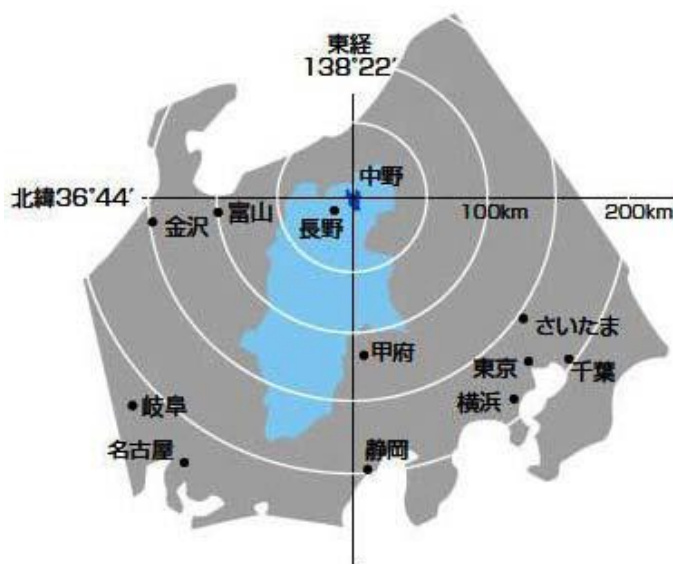 東経
138°22′
中野
北緯36°44′
金沢
富山
長野
100km
200km
さいたま
甲府
東京
千葉
横浜
岐阜
名古屋
静岡